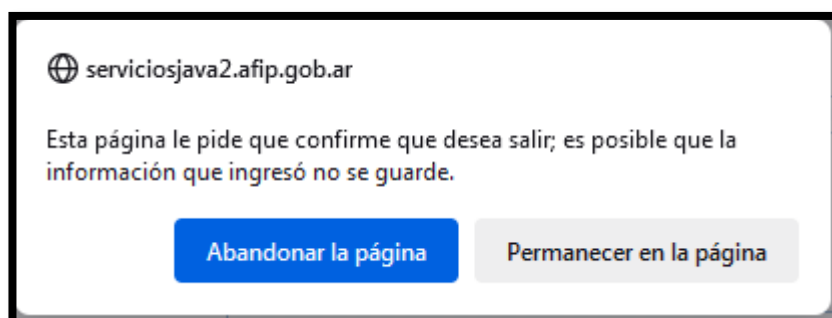 serviciosjava2.afip.gob.ar
Esta página le pide que confirme que desea salir; es posible que la
información que ingresó no se guarde.
Abandonar la página
Permanecer en la página